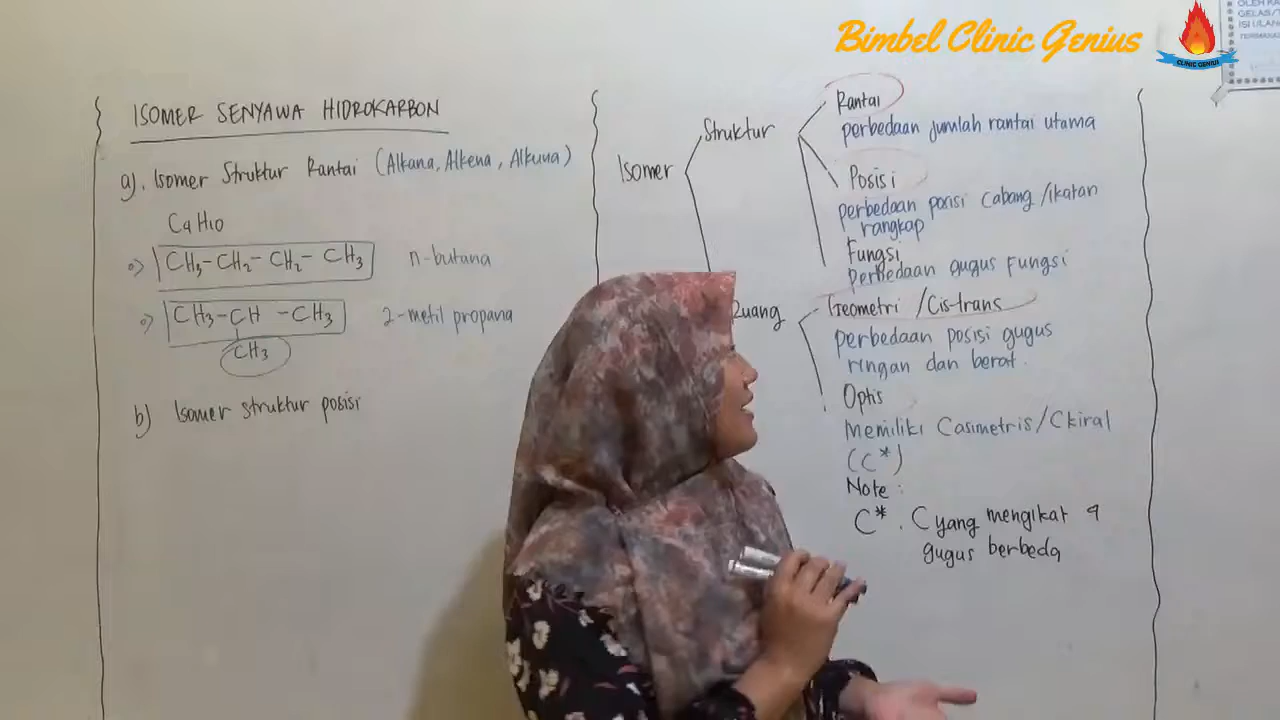 Bimbel Clinic Genius
CLINIC GENIUS
ISOMER SENYAWA HIDROKARBON
a). Isomer Struktur Rantai (Alkana, Alkena, Alkuna)
C4H10
CH3-CH2-CH2-CH3 n-butana
CH3-CH-CH3 2-metil propana
CH3
b) Isomer struktur posisi
Isomer
Struktur
Rantai
perbedaan jumlah rantai utama
Posisi
perbedaan posisi Cabang/ikatan
rangkap
Fungsi
perbedaan gugus Fungsi
Ruang
Geometri/Cis-trans
perbedaan posisi gugus
ringan dan berat.
Optis
Memiliki Casimetris/Ckiral
(C*)
Note:
C*. C yang mengikat 4
gugus berbeda